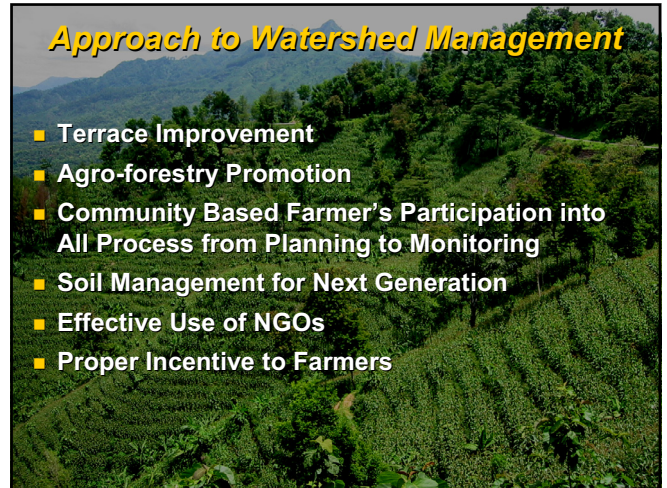 Approach to Watershed Management
Terrace Improvement
Agro-forestry Promotion
Community Based Farmer's Participation into
All Process from Planning to Monitoring
Soil Management for Next Generation
Effective Use of NGOs
Proper Incentive to Farmers